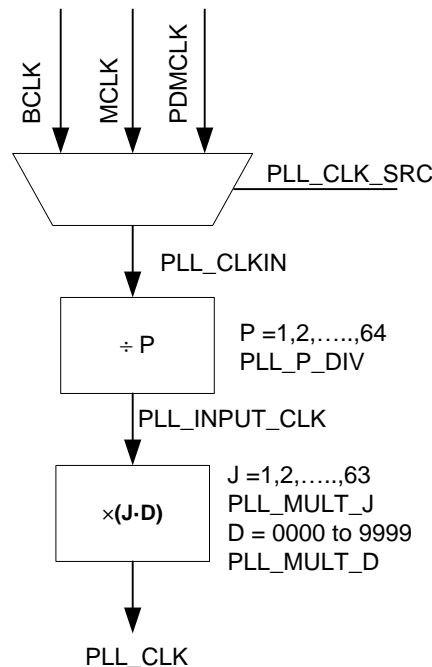 BCLK
MCLK
PDMCLK
PLL_CLK_SRC
PLL_CLKIN
÷ P
P =1,2,.....,64
PLL_P_DIV
PLL_INPUT_CLK
×(J·D)
J =1,2,.....,63
PLL_MULT_J
D = 0000 to 9999
PLL_MULT_D
PLL_CLK